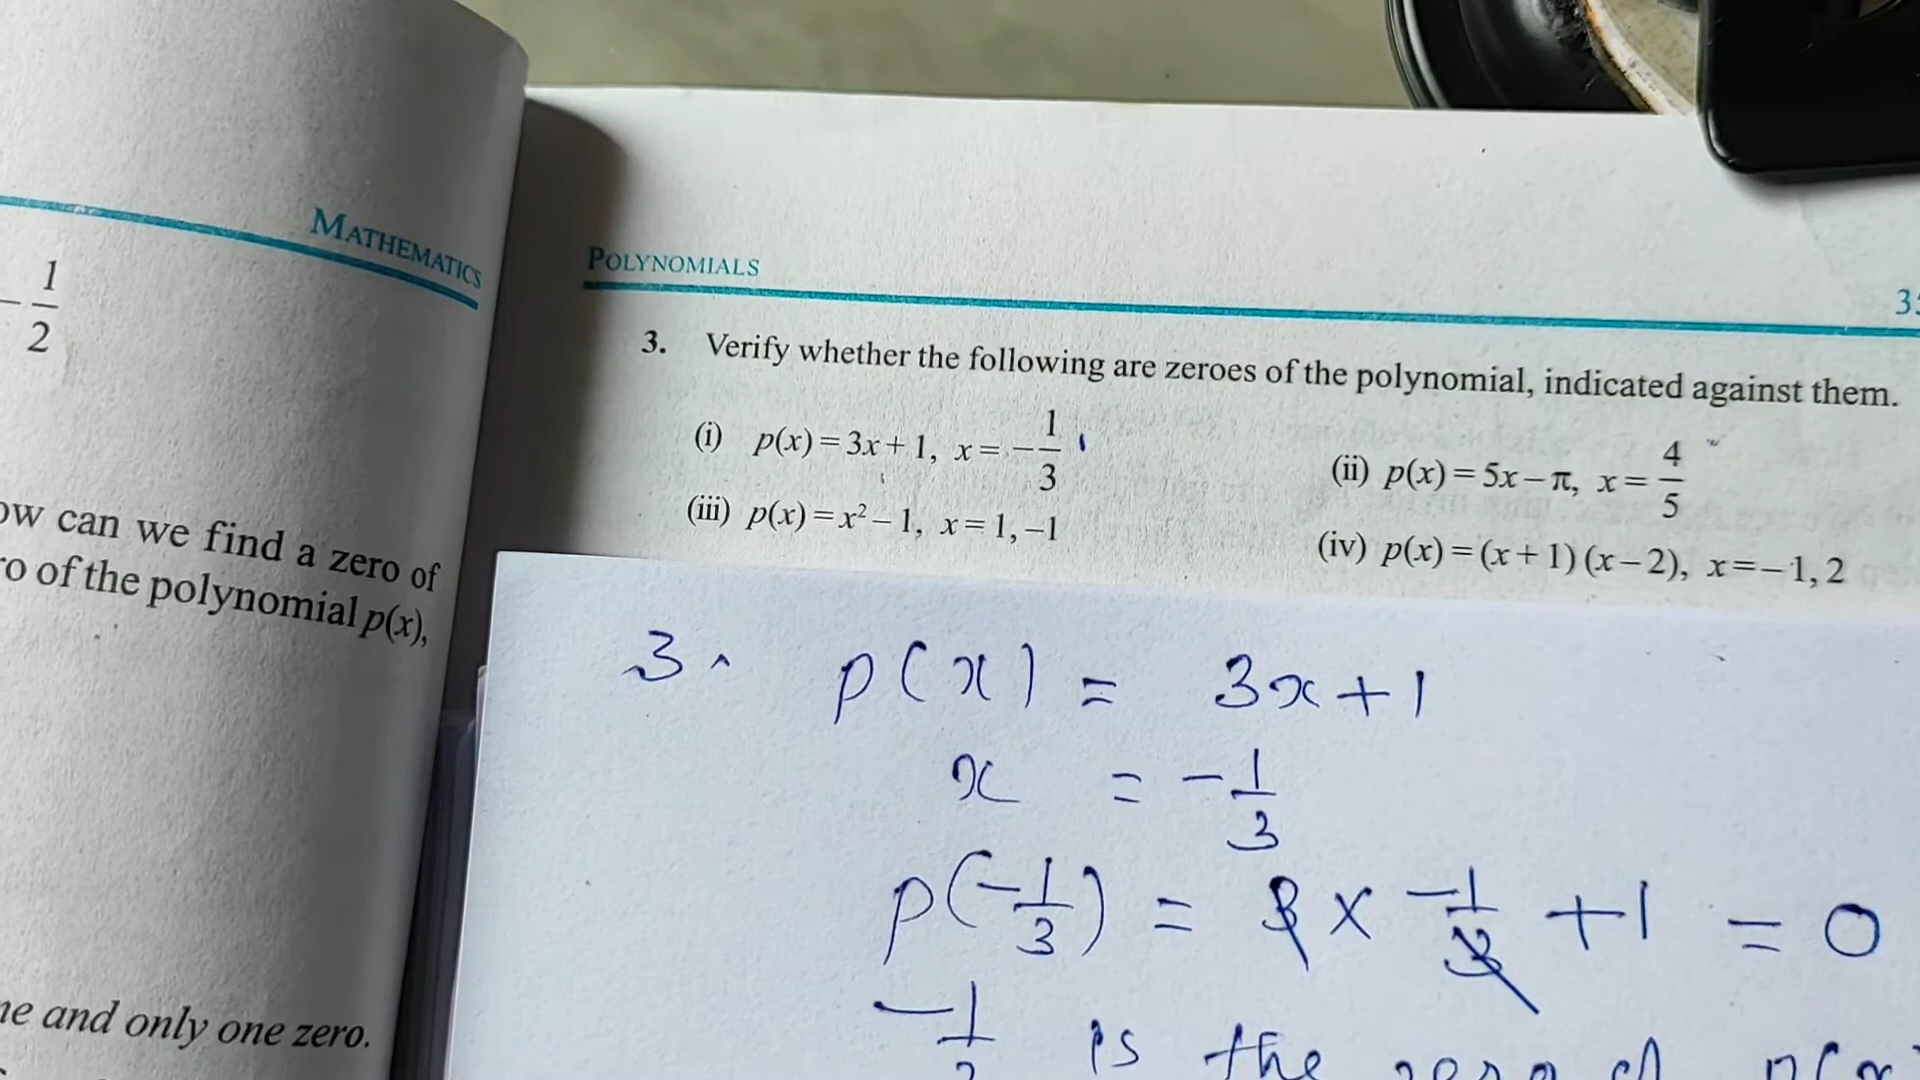 MATHEMATICS
-1/2
ow can we find a zero of
ro of the polynomial p(x),
ne and only one zero.
POLYNOMIALS
3. Verify whether the following are zeroes of the polynomial, indicated against them.
(i) p(x) = 3x + 1, x = -1/3
(ii) p(x) = 5x – π, x = 4/5
(iii) p(x) = x² – 1, x = 1, –1
(iv) p(x) = (x + 1) (x – 2), x = – 1, 2
3. p(x) = 3x + 1
x = -1/3
p(-1/3) = 3 × -1/3 + 1 = 0
is the zero of